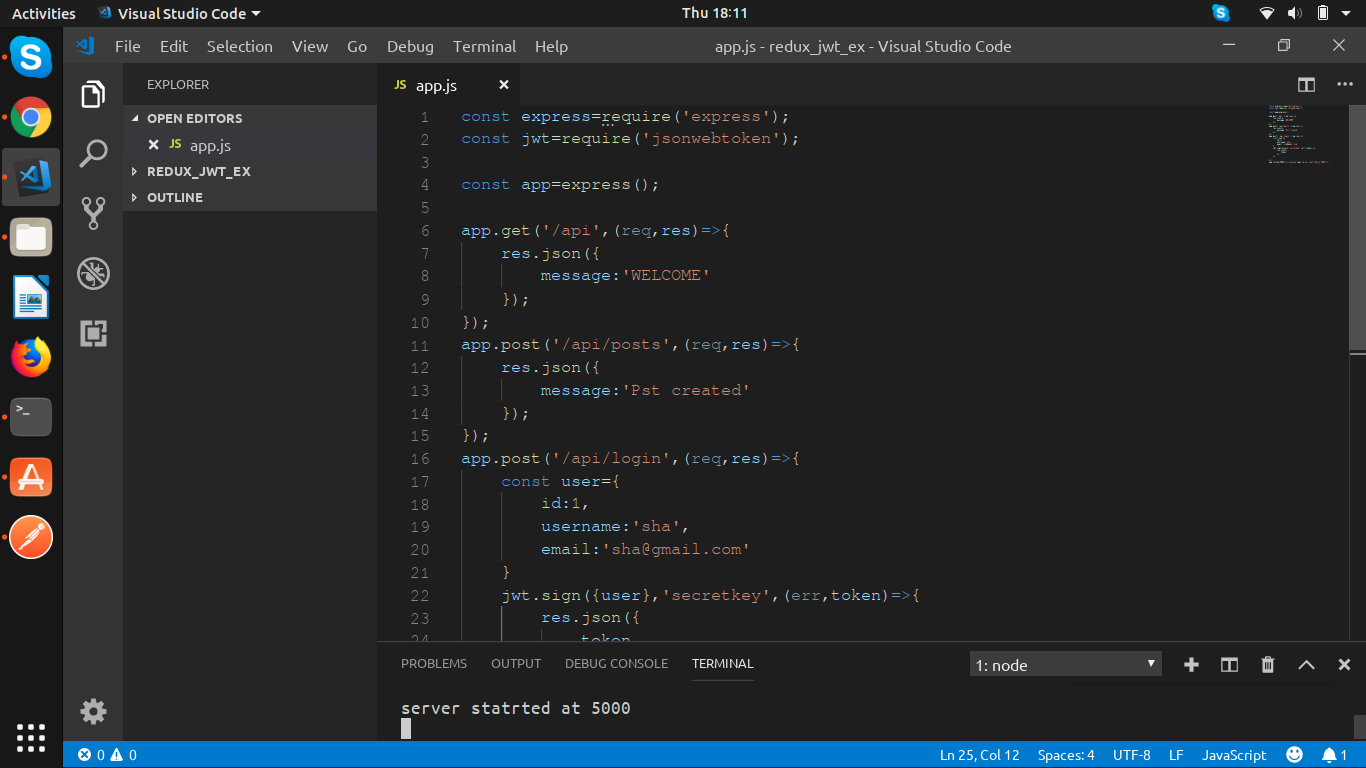 Activities
Visual Studio Code
Thu 18:11
File Edit Selection View Go Debug Terminal Help
app.js - redux_jwt_ex - Visual Studio Code
EXPLORER
OPEN EDITORS
JS app.js
REDUX_JWT_EX
OUTLINE
JS app.js
1 const express=require('express');
2 const jwt=require('jsonwebtoken');
3
4 const app=express();
5
6 app.get('/api',(req,res)=>{
7 res.json({
8 message:'WELCOME'
9 });
10 });
11 app.post('/api/posts',(req,res)=>{
12 res.json({
13 message:'Pst created'
14 });
15 });
16 app.post('/api/login',(req,res)=>{
17 const user={
18 id:1,
19 username:'sha',
20 email:'sha@gmail.com'
21 }
22 jwt.sign({user},'secretkey',(err,token)=>{
23 res.json({
24 token
PROBLEMS OUTPUT DEBUG CONSOLE TERMINAL
1: node
server statrted at 5000
0 0
Ln 25, Col 12 Spaces: 4 UTF-8 LF JavaScript 1